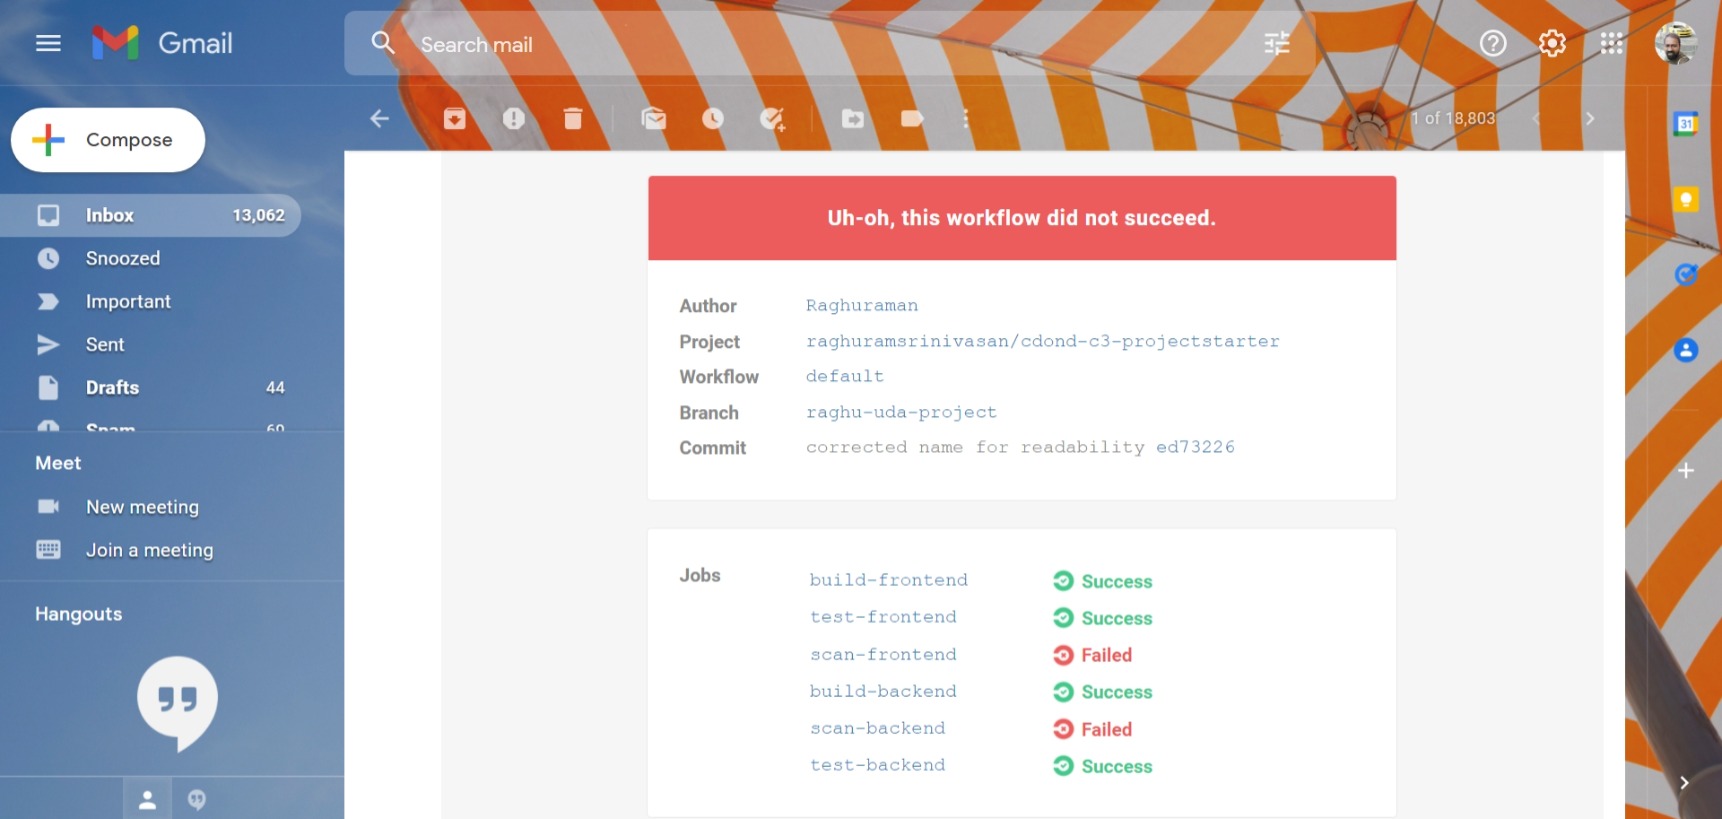 Gmail
Search mail
Compose
1 of 18,803
31
Inbox 13,062
Snoozed
Important
Sent
Drafts 44
Spam 69
Meet
New meeting
Join a meeting
Hangouts
Uh-oh, this workflow did not succeed.
Author Raghuraman
Project raghuramsrinivasan/cdond-c3-projectstarter
Workflow default
Branch raghu-uda-project
Commit corrected name for readability ed73226
Jobs build-frontend Success
test-frontend Success
scan-frontend Failed
build-backend Success
scan-backend Failed
test-backend Success